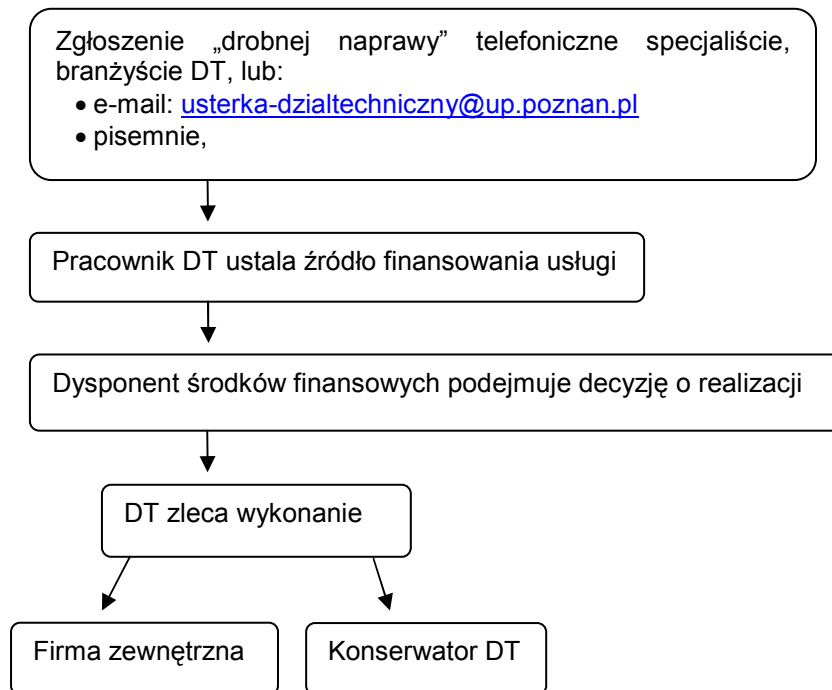 Zgłoszenie „drobnej naprawy” telefoniczne specjaliście,
branżyście DT, lub:
• e-mail: usterka-dzialtechniczny@up.poznan.pl
• pisemnie,
Pracownik DT ustala źródło finansowania usługi
Dysponent środków finansowych podejmuje decyzję o realizacji
DT zleca wykonanie
Firma zewnętrzna
Konserwator DT